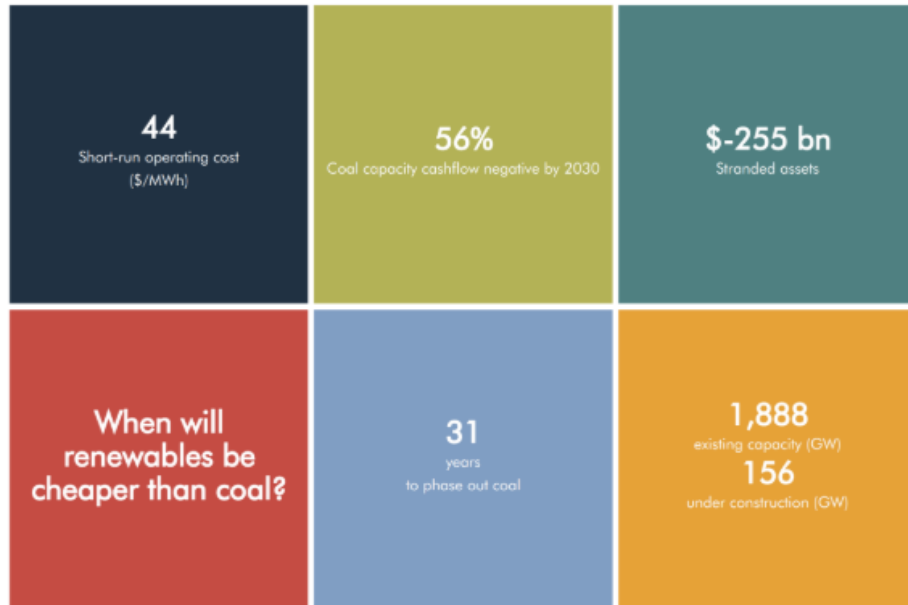 44
Short-run operating cost
($/MWh)
56%
Coal capacity cashflow negative by 2030
$-255 bn
Stranded assets
When will
renewables be
cheaper than coal?
31
years
to phase out coal
1,888
existing capacity (GW)
156
under construction (GW)